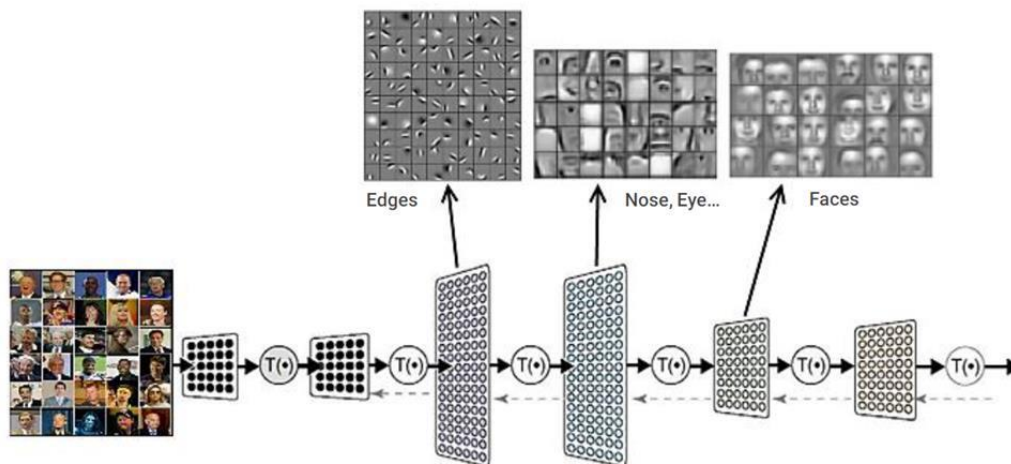 Edges
Nose, Eye…
Faces
T(•)
T(•)
T(•)
T(•)
T(•)
T(•)